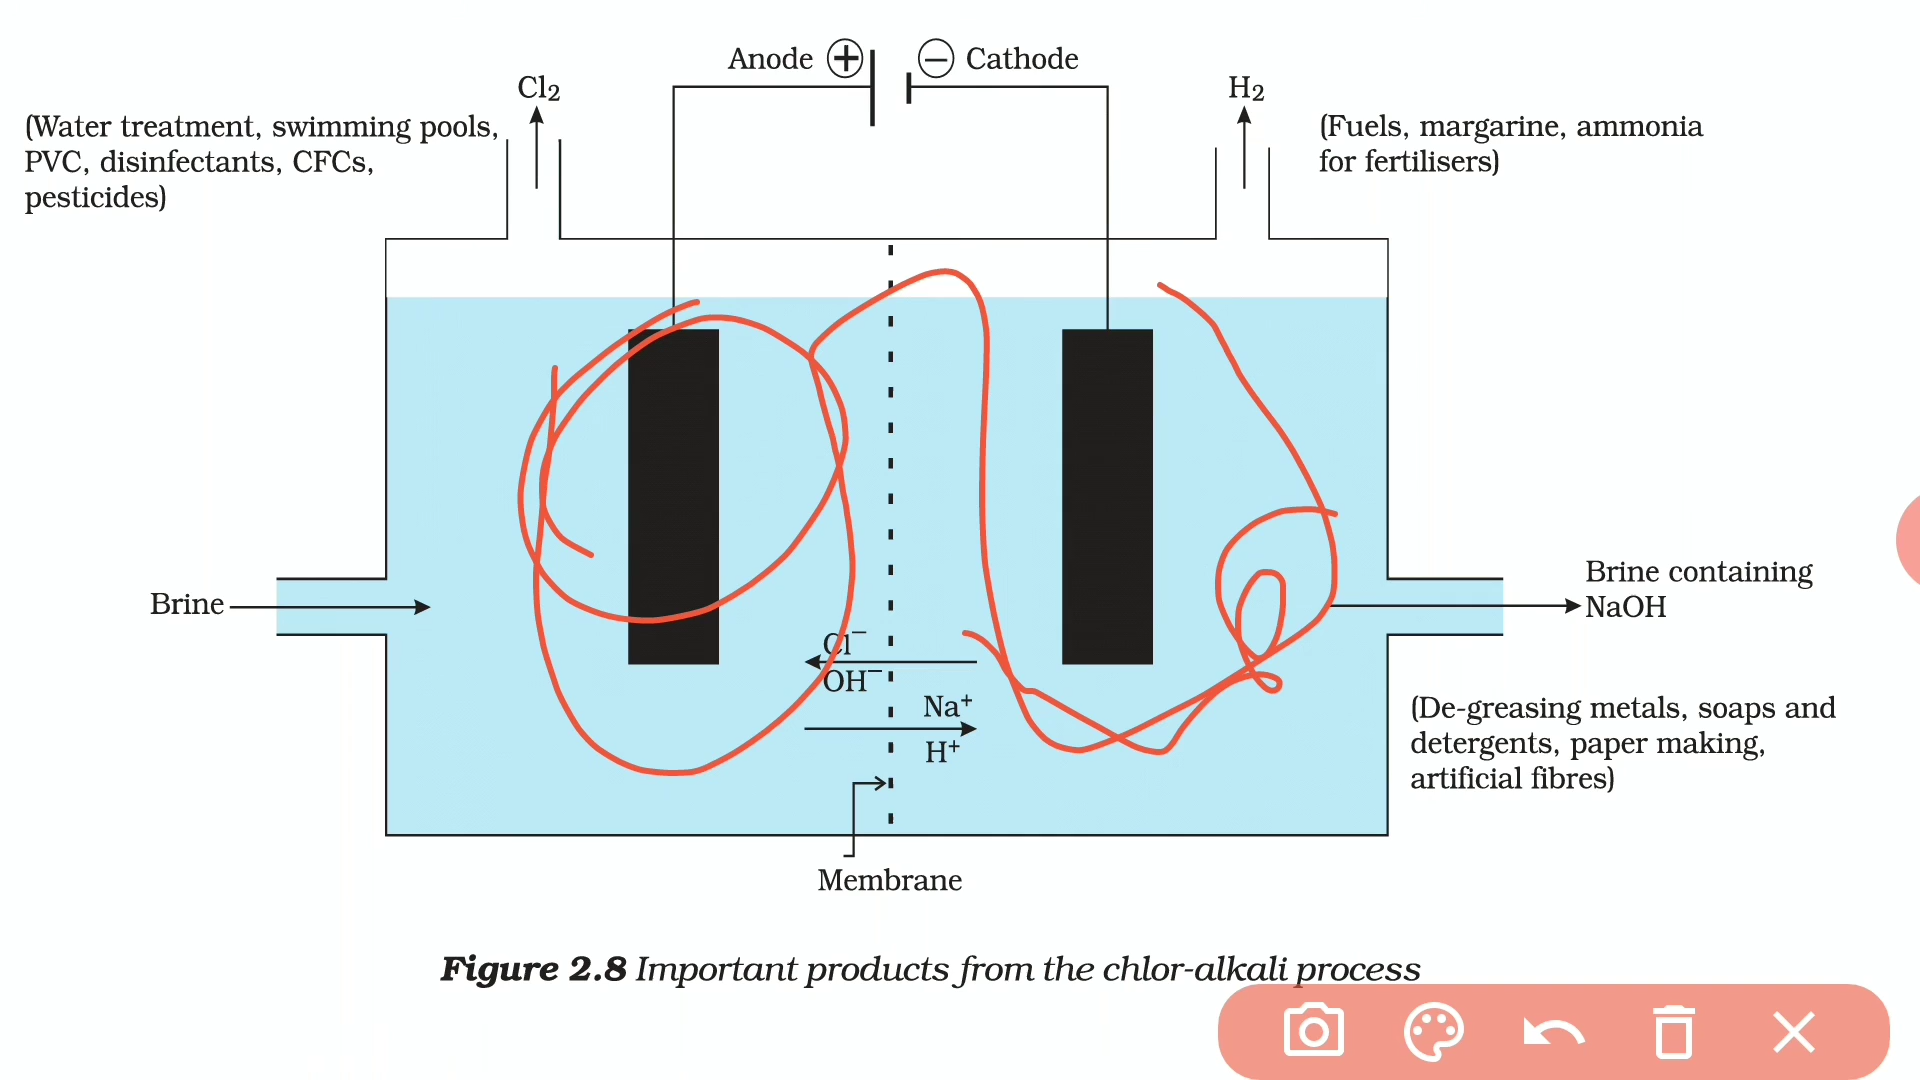 Anode + − Cathode
Cl2
H2
(Water treatment, swimming pools,
PVC, disinfectants, CFCs,
pesticides)
(Fuels, margarine, ammonia
for fertilisers)
Brine
Cl−
OH−
Na+
H+
Brine containing
NaOH
(De-greasing metals, soaps and
detergents, paper making,
artificial fibres)
Membrane
Figure 2.8 Important products from the chlor-alkali process